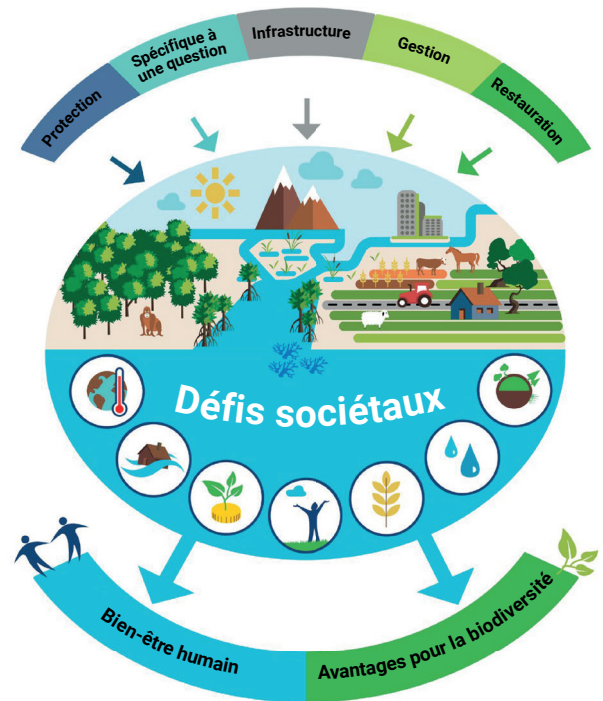 Protection
Spécifique à
une question
Infrastructure
Gestion
Restauration
Défis sociétaux
Bien-être humain
Avantages pour la biodiversité